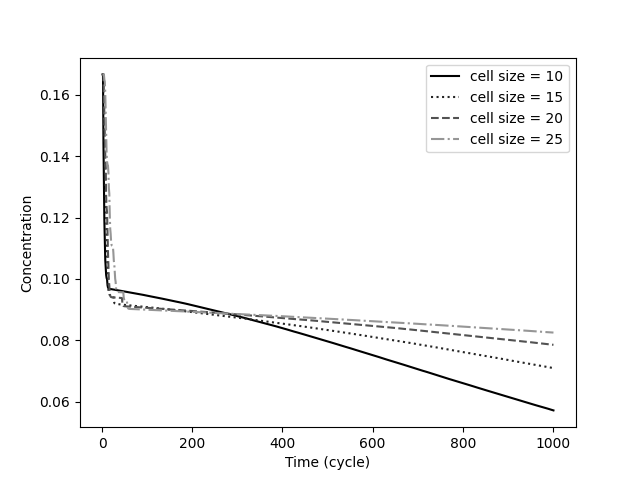 cell size = 10
cell size = 15
cell size = 20
cell size = 25
0.16
0.14
0.12
0.10
0.08
0.06
Concentration
0 200 400 600 800 1000
Time (cycle)